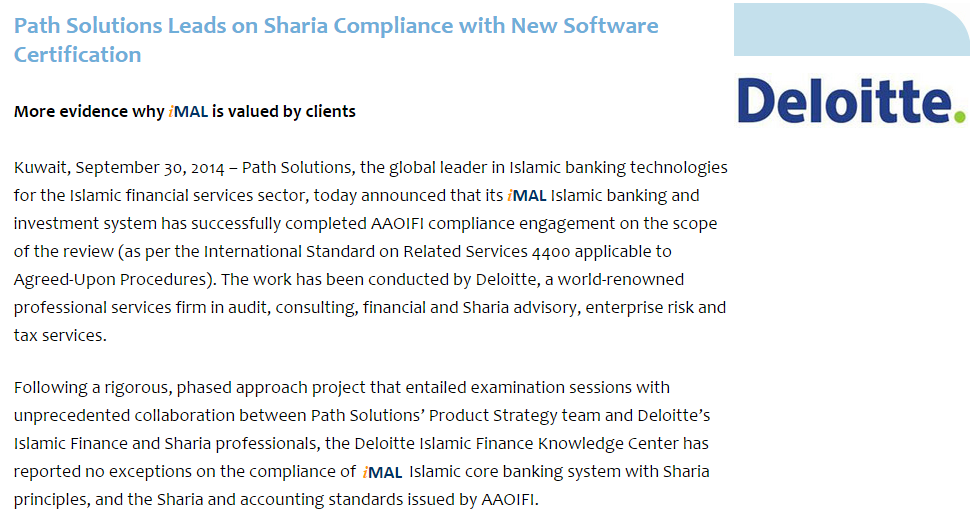 Path Solutions Leads on Sharia Compliance with New Software
Certification
Deloitte.
More evidence why iMAL is valued by clients
Kuwait, September 30, 2014 – Path Solutions, the global leader in Islamic banking technologies
for the Islamic financial services sector, today announced that its iMAL Islamic banking and
investment system has successfully completed AAOIFI compliance engagement on the scope
of the review (as per the International Standard on Related Services 4400 applicable to
Agreed-Upon Procedures). The work has been conducted by Deloitte, a world-renowned
professional services firm in audit, consulting, financial and Sharia advisory, enterprise risk and
tax services.
Following a rigorous, phased approach project that entailed examination sessions with
unprecedented collaboration between Path Solutions’ Product Strategy team and Deloitte’s
Islamic Finance and Sharia professionals, the Deloitte Islamic Finance Knowledge Center has
reported no exceptions on the compliance of iMAL Islamic core banking system with Sharia
principles, and the Sharia and accounting standards issued by AAOIFI.